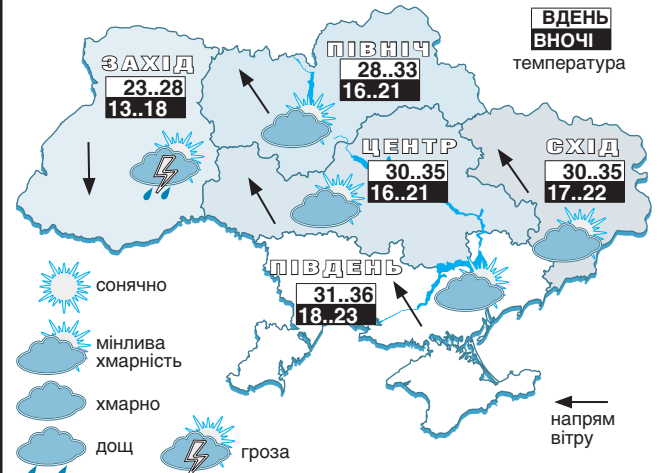 ВДЕНЬ
ВНОЧІ
температура
ЗАХІД
23..28
13..18
ПІВНІЧ
28..33
16..21
ЦЕНТР
30..35
16..21
СХІД
30..35
17..22
ПІВДЕНЬ
31..36
18..23
сонячно
мінлива
хмарність
хмарно
дощ
гроза
напрям
вітру